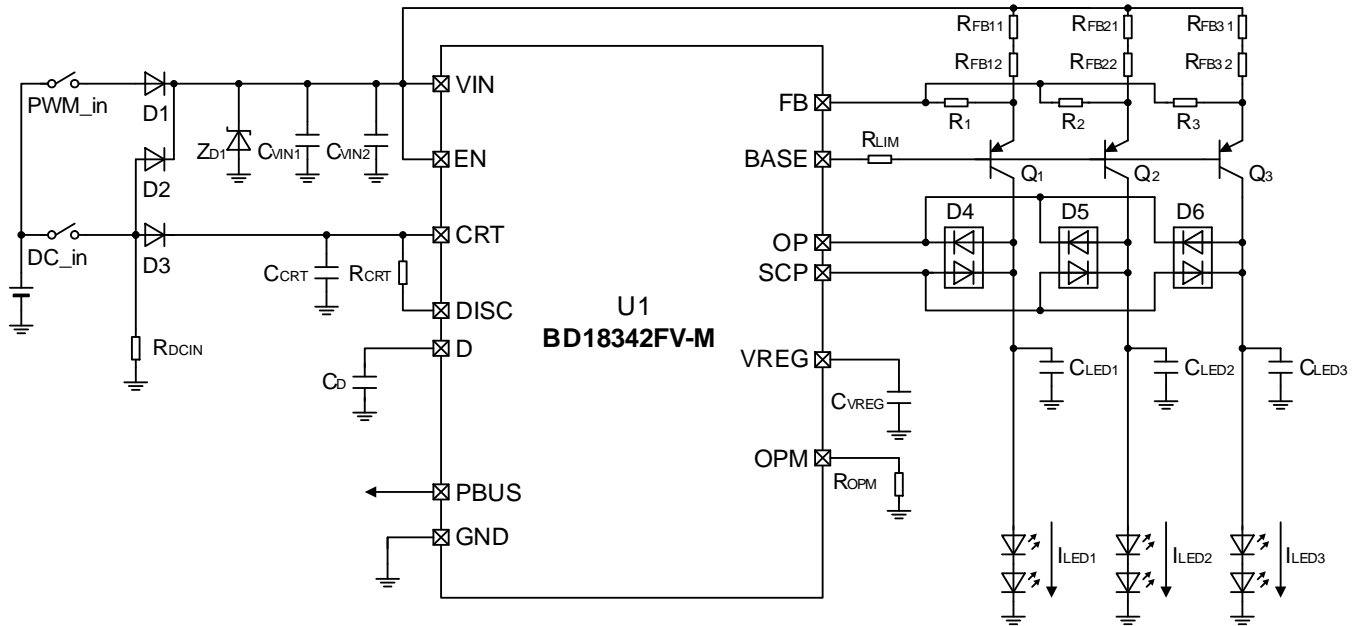 RFB11
RFB21
RFB31
RFB12
RFB22
RFB32
PWM_in
D1
VIN
FB
R1
R2
R3
ZD1
CVIN1
CVIN2
RLIM
D2
EN
BASE
Q1
Q2
Q3
D4
D5
D6
DC_in
D3
CRT
OP
CCRT
RCRT
SCP
U1
BD18342FV-M
DISC
RDCIN
D
VREG
CLED1
CLED2
CLED3
CD
CVREG
OPM
ROPM
PBUS
GND
ILED1
ILED2
ILED3